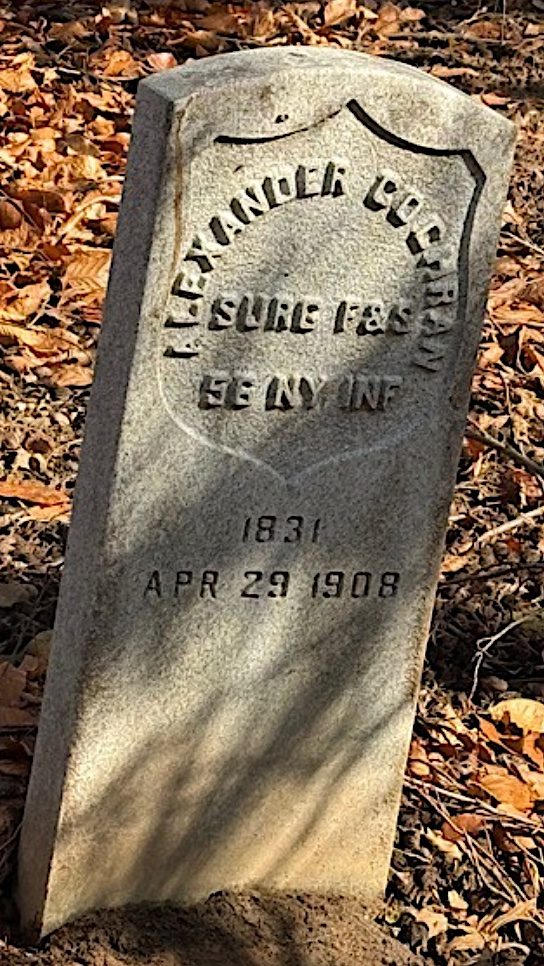 ALEXANDER COCHRAN
SURG F&S
56 NY INF
1831
APR 29 1908